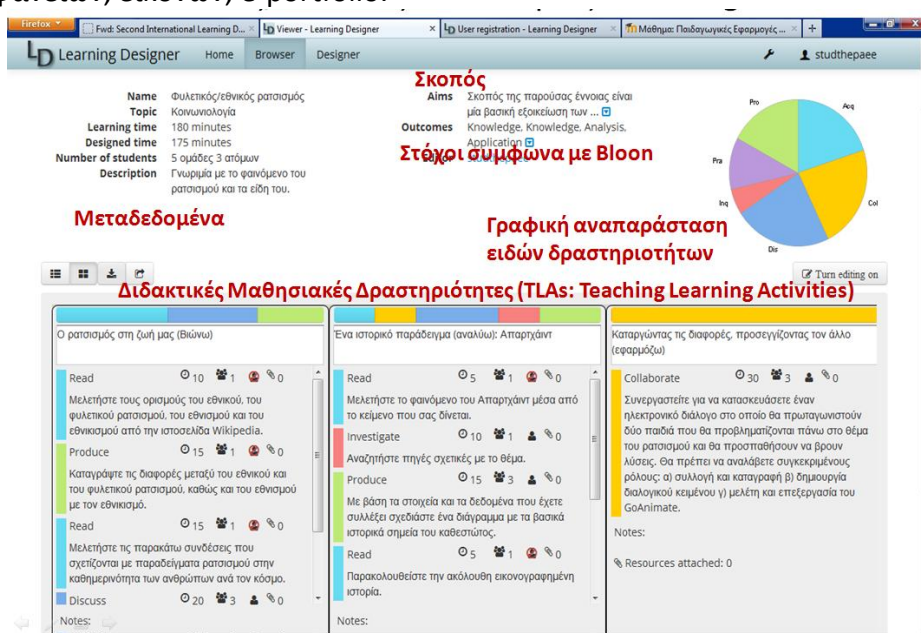 Firefox
Fwd: Second International Learning D...
LD Viewer - Learning Designer
LD User registration - Learning Designer
Μάθημα: Παιδαγωγικές Εφαρμογές ...
LD Learning Designer Home Browser Designer studthepaee
Σκοπός
Name Φυλετικός/εθνικός ρατσισμός
Topic Κοινωνιολογία
Learning time 180 minutes
Designed time 175 minutes
Number of students 5 ομάδες 3 ατόμων
Description Γνωριμία με το φαινόμενο του
ρατσισμού και τα είδη του.
Aims Σκοπός της παρούσας έννοιας είναι
μία βασική εξοικείωση των ...
Outcomes Knowledge, Knowledge, Analysis,
Application
Στόχοι συμφωνα με Bloon
Pro
Acq
Pra
Col
Inq
Dis
Μεταδεδομένα
Γραφική αναπαράσταση
ειδών δραστηριοτήτων
Turn editing on
Διδακτικές Μαθησιακές Δραστηριότητες (TLAs: Teaching Learning Activities)
Ο ρατσισμός στη ζωή μας (Βιώνω)
Read 10 1 0
Μελετήστε τους ορισμούς του εθνικού, του
φυλετικού ρατσισμού, του εθνισμού και του
εθνικισμού από την ιστοσελίδα Wikipedia.
Produce 15 1 0
Καταγράψτε τις διαφορές μεταξύ του εθνικού και
του φυλετικού ρατσισμού, καθώς και του εθνισμού
με τον εθνικισμό.
Read 15 1 0
Μελετήστε τις παρακάτω συνδέσεις που
σχετίζονται με παραδείγματα ρατσισμού στην
καθημερινότητα των ανθρώπων ανά τον κόσμο.
Discuss 20 3 0
Notes:
Ένα ιστορικό παράδειγμα (αναλύω): Απαρτχάιντ
Read 5 1 0
Μελετήστε το φαινόμενο του Απαρτχάιντ μέσα από
το κείμενο που σας δίνεται.
Investigate 10 1 0
Αναζητήστε πηγές σχετικές με το θέμα.
Produce 15 3 0
Με βάση τα στοιχεία και τα δεδομένα που έχετε
συλλέξει σχεδιάστε ένα διάγραμμα με τα βασικά
ιστορικά σημεία του καθεστώτος.
Read 5 1 0
Παρακολουθείστε την ακόλουθη εικονογραφημένη
ιστορία.
Notes:
Καταργώντας τις διαφορές, προσεγγίζοντας τον άλλο
(εφαρμόζω)
Collaborate 30 3 0
Συνεργαστείτε για να κατασκευάσετε έναν
ηλεκτρονικό διάλογο στο οποίο θα πρωταγωνιστούν
δύο παιδιά που θα προβληματίζονται πάνω στο θέμα
του ρατσισμού και θα προσπαθήσουν να βρουν
λύσεις. Θα πρέπει να αναλάβετε συγκεκριμένους
ρόλους: α) συλλογή και καταγραφή β) δημιουργία
διαλογικού κειμένου γ) μελέτη και επεξεργασία του
GoAnimate.
Notes:
Resources attached: 0